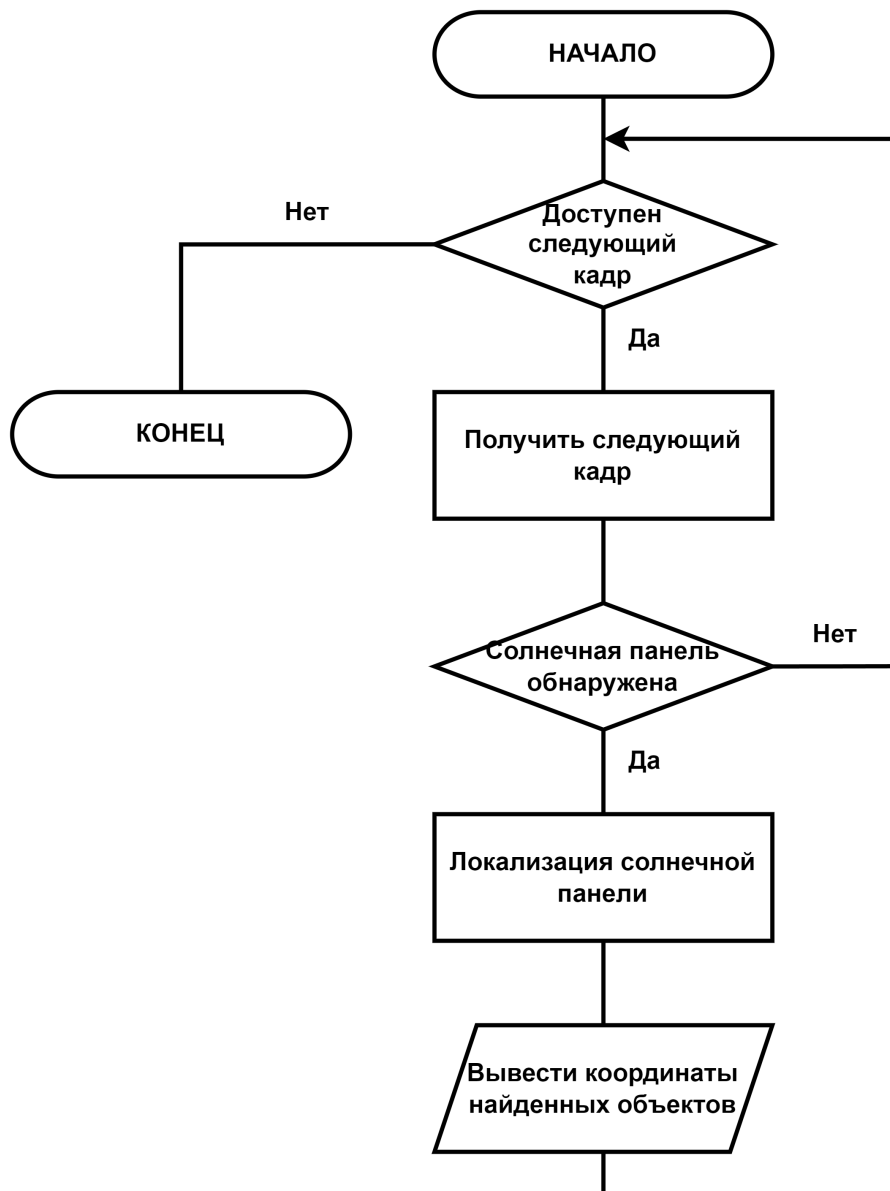 НАЧАЛО
Нет
Доступен
следующий
кадр
Да
КОНЕЦ
Получить следующий
кадр
Солнечная панель
обнаружена
Нет
Да
Локализация солнечной
панели
Вывести координаты
найденных объектов